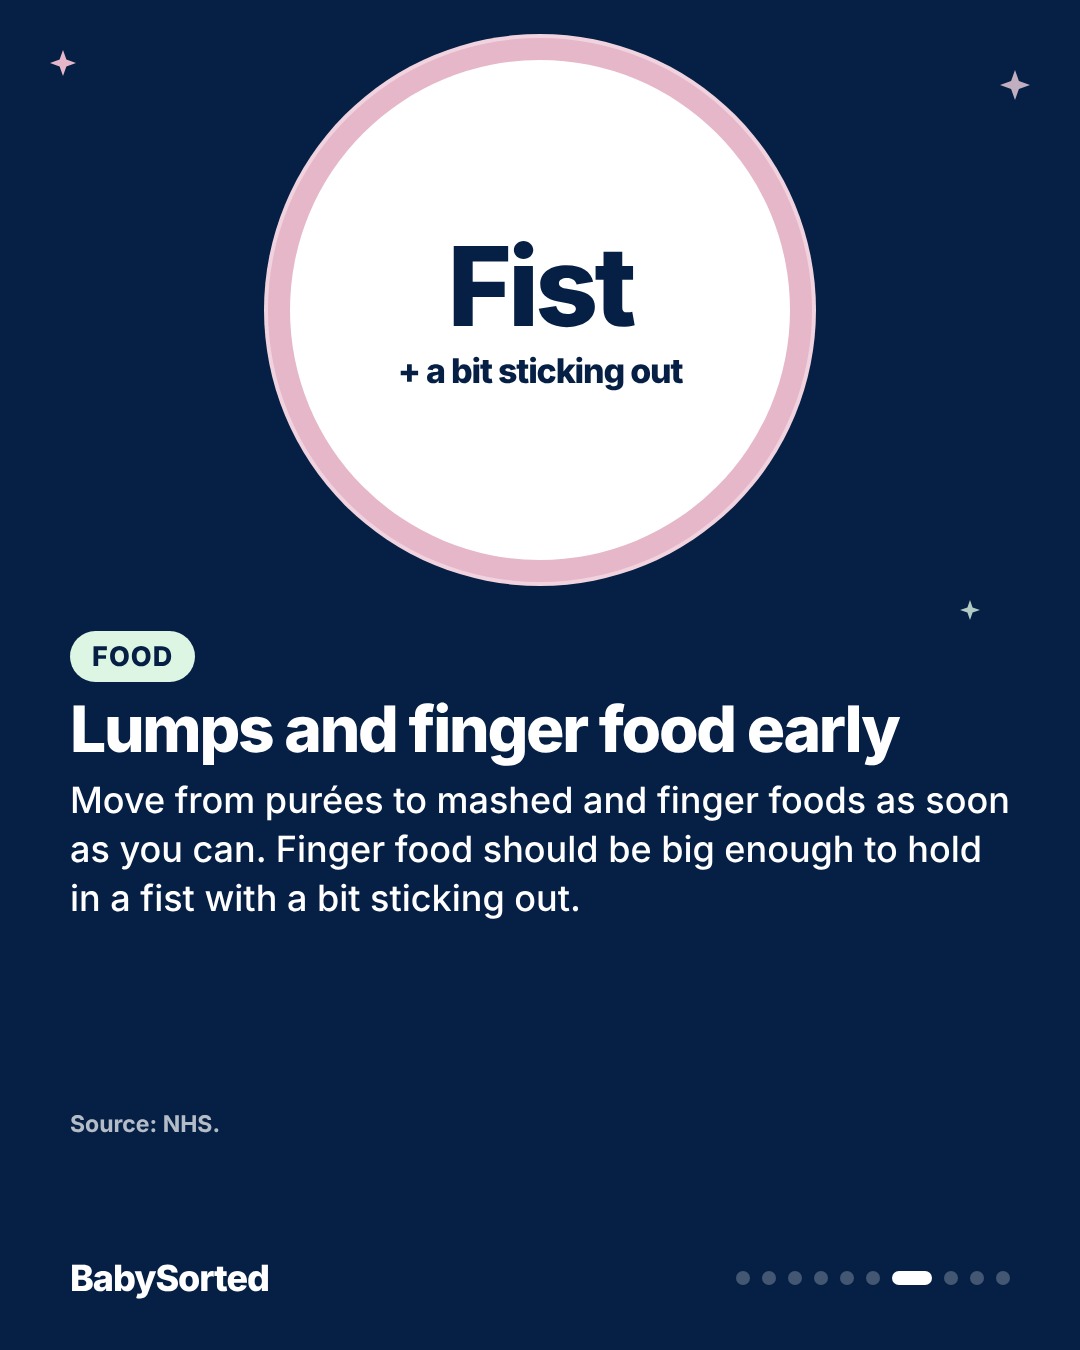 Fist
+ a bit sticking out
FOOD
Lumps and finger food early
Move from purées to mashed and finger foods as soon
as you can. Finger food should be big enough to hold
in a fist with a bit sticking out.
Source: NHS.
BabySorted